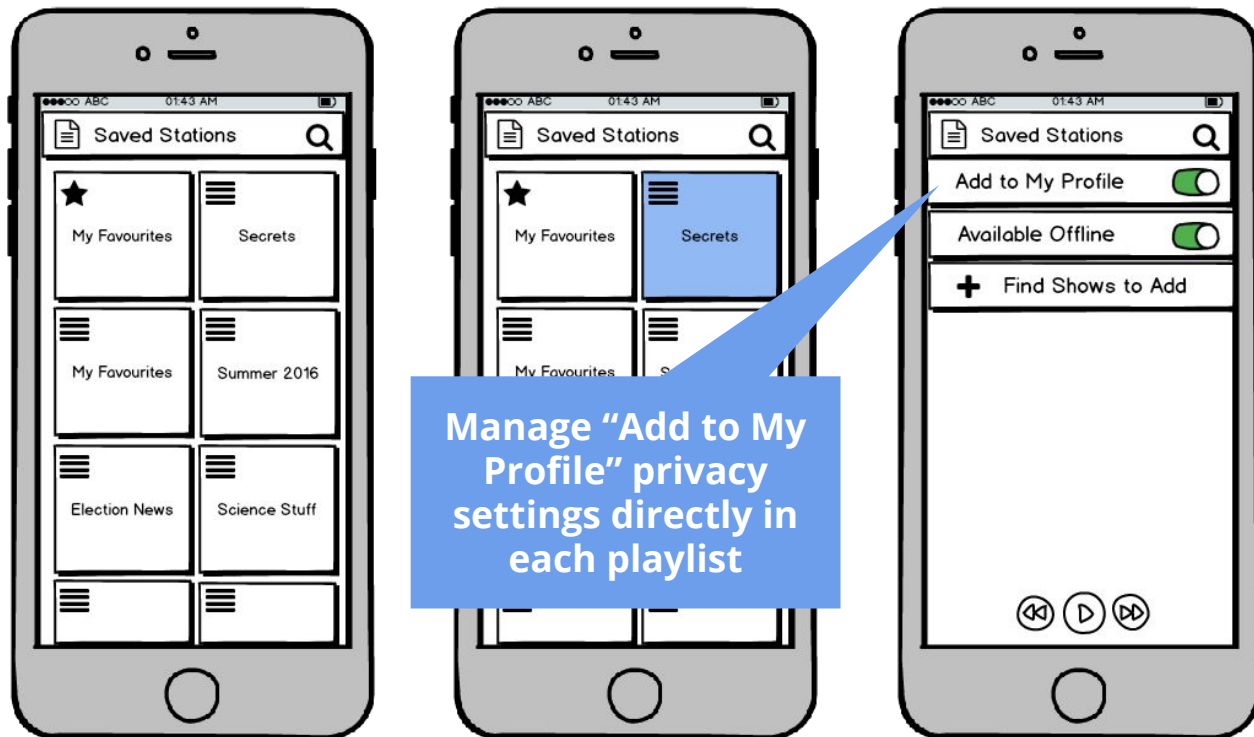 ABC 01:43 AM
Saved Stations
My Favourites
Secrets
My Favourites
Summer 2016
Election News
Science Stuff
ABC 01:43 AM
Saved Stations
My Favourites
Secrets
My Favourites
Manage “Add to My
Profile” privacy
settings directly in
each playlist
ABC 01:43 AM
Saved Stations
Add to My Profile
Available Offline
Find Shows to Add